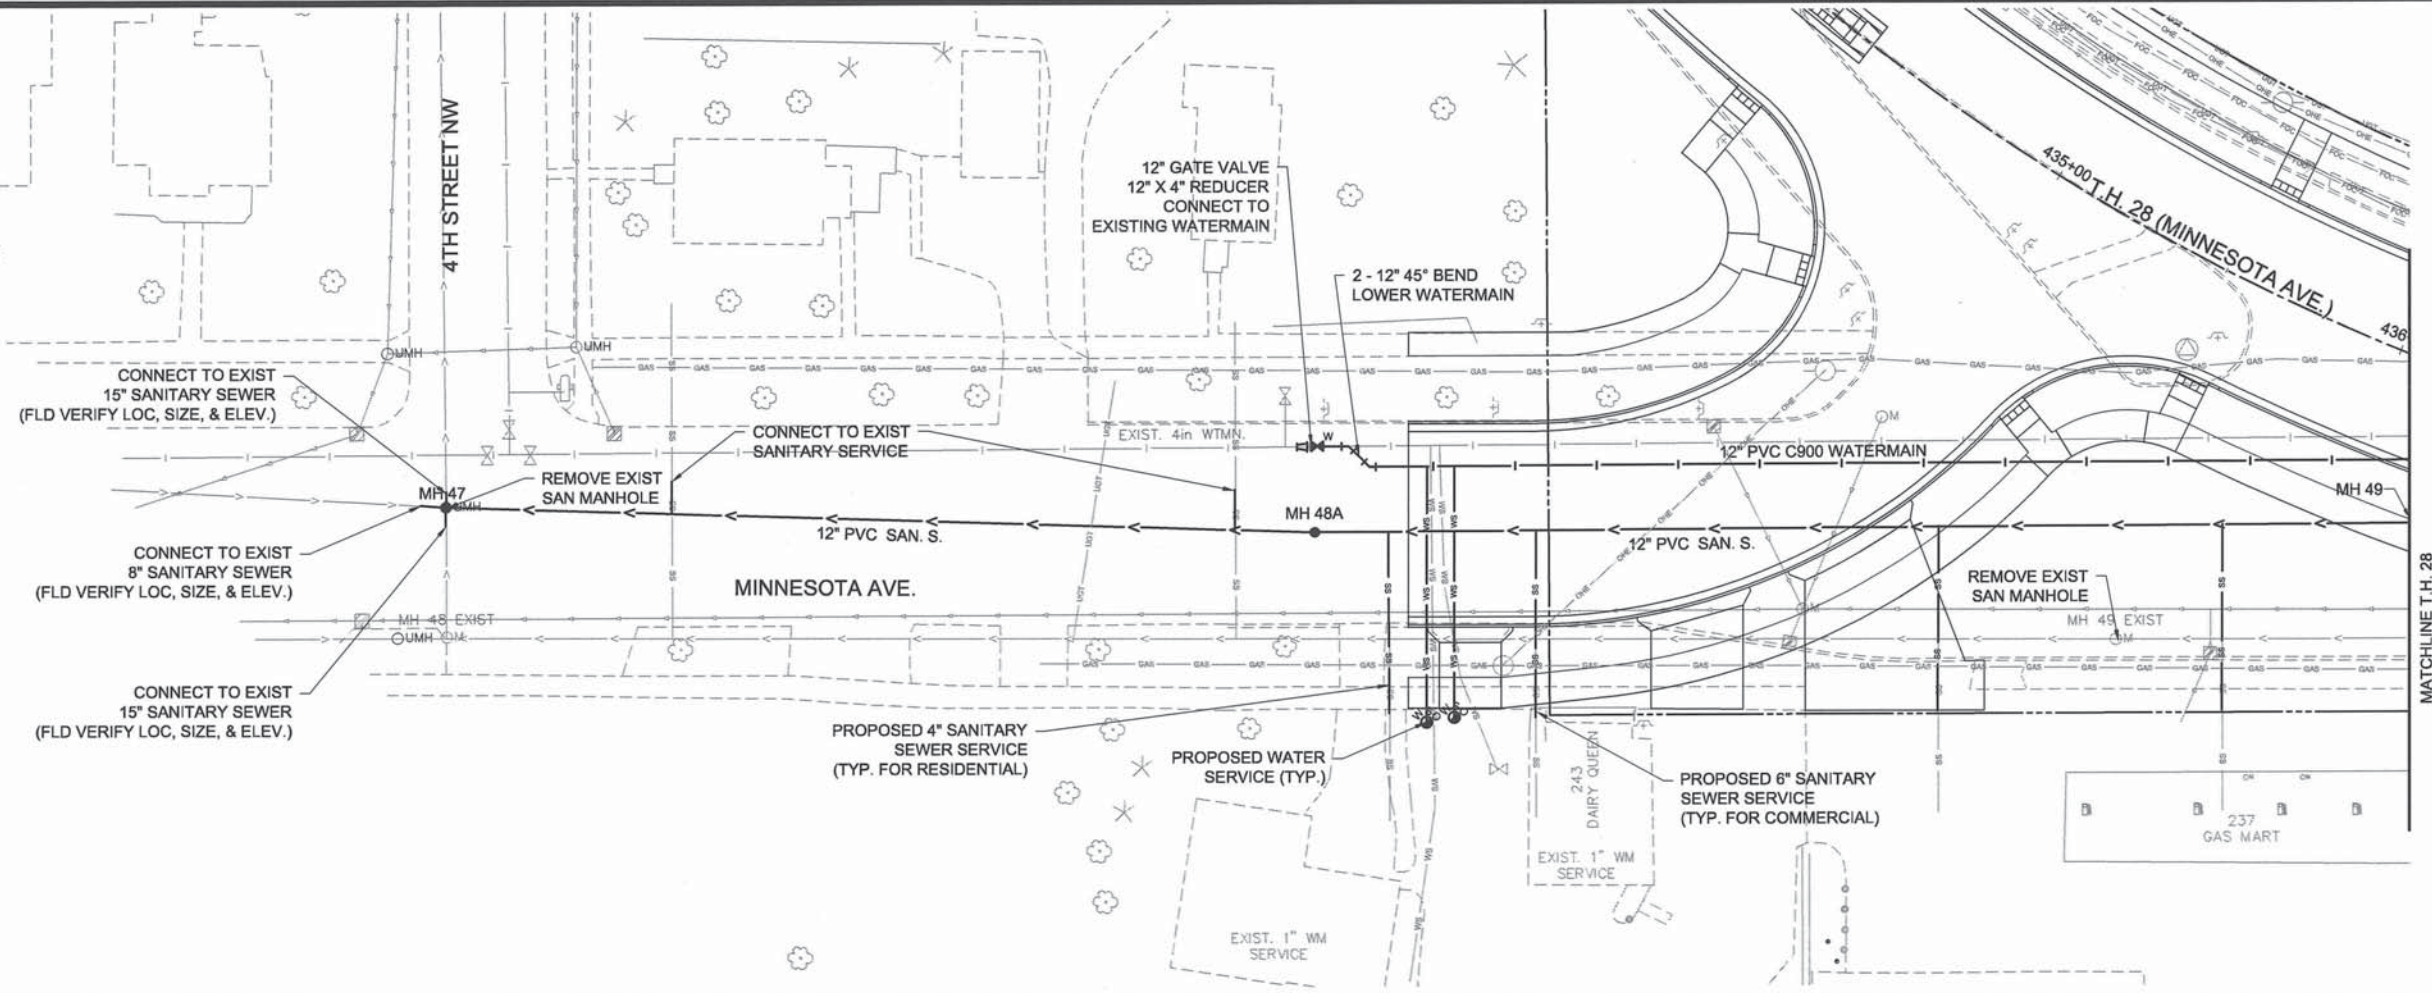 4TH STREET NW
12" GATE VALVE
12" X 4" REDUCER
CONNECT TO
EXISTING WATERMAIN
2 - 12" 45° BEND
LOWER WATERMAIN
435+00
T.H. 28 (MINNESOTA AVE.)
436
UMH
UMH
CONNECT TO EXIST
15" SANITARY SEWER
(FLD VERIFY LOC, SIZE, & ELEV.)
CONNECT TO EXIST
SANITARY SERVICE
EXIST. 4in WTMN.
W
12" PVC C900 WATERMAIN
REMOVE EXIST
SAN MANHOLE
MH 47
UMH
MH 48A
MH 49
12" PVC SAN. S.
12" PVC SAN. S.
CONNECT TO EXIST
8" SANITARY SEWER
(FLD VERIFY LOC, SIZE, & ELEV.)
MINNESOTA AVE.
REMOVE EXIST
SAN MANHOLE
MH 48 EXIST
UMH
M
MH 49 EXIST
M
MATCHLINE T.H. 28
CONNECT TO EXIST
15" SANITARY SEWER
(FLD VERIFY LOC, SIZE, & ELEV.)
PROPOSED 4" SANITARY
SEWER SERVICE
(TYP. FOR RESIDENTIAL)
PROPOSED WATER
SERVICE (TYP.)
PROPOSED 6" SANITARY
SEWER SERVICE
(TYP. FOR COMMERCIAL)
243
DAIRY QUEEN
EXIST. 1" WM
SERVICE
237
GAS MART
EXIST. 1" WM
SERVICE